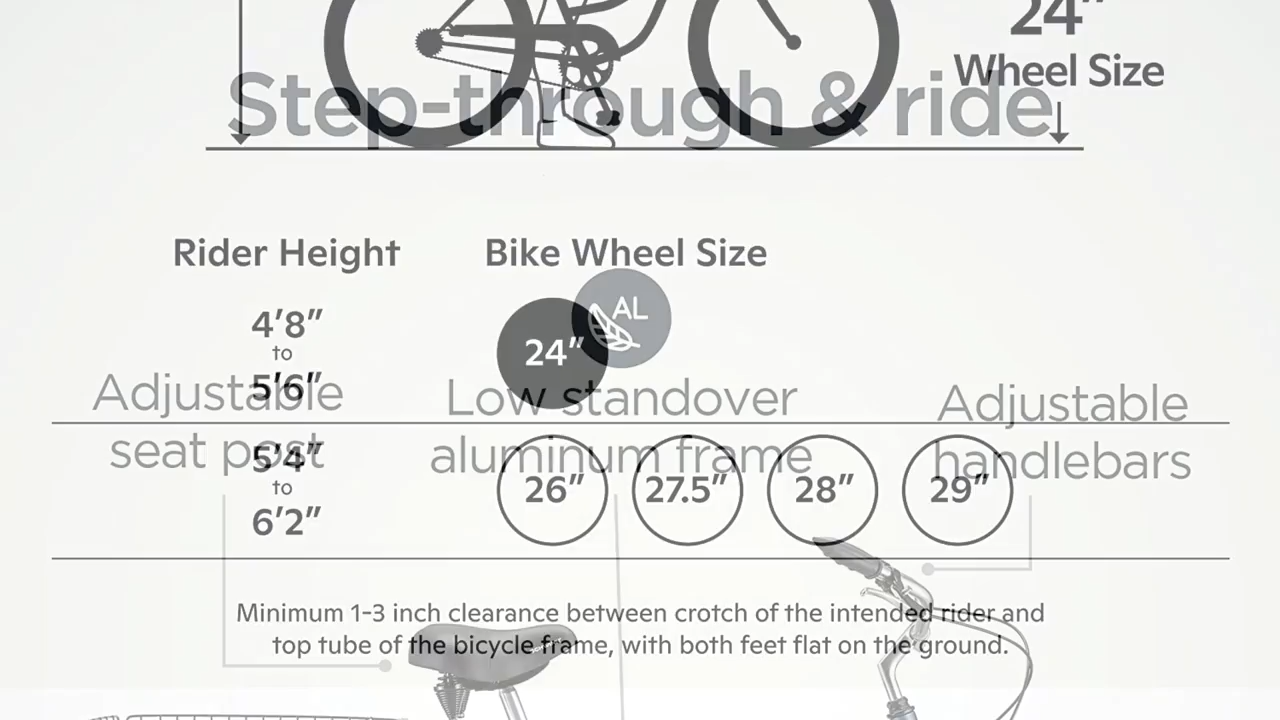 24″
Wheel Size
Step-through & ride
Rider Height
Bike Wheel Size
4′8″
to
5′6″
24″
AL
Adjustable
seat post
Low standover
aluminum frame
Adjustable
handlebars
5′4″
to
6′2″
26″
27.5″
28″
29″
Minimum 1-3 inch clearance between crotch of the intended rider and
top tube of the bicycle frame, with both feet flat on the ground.